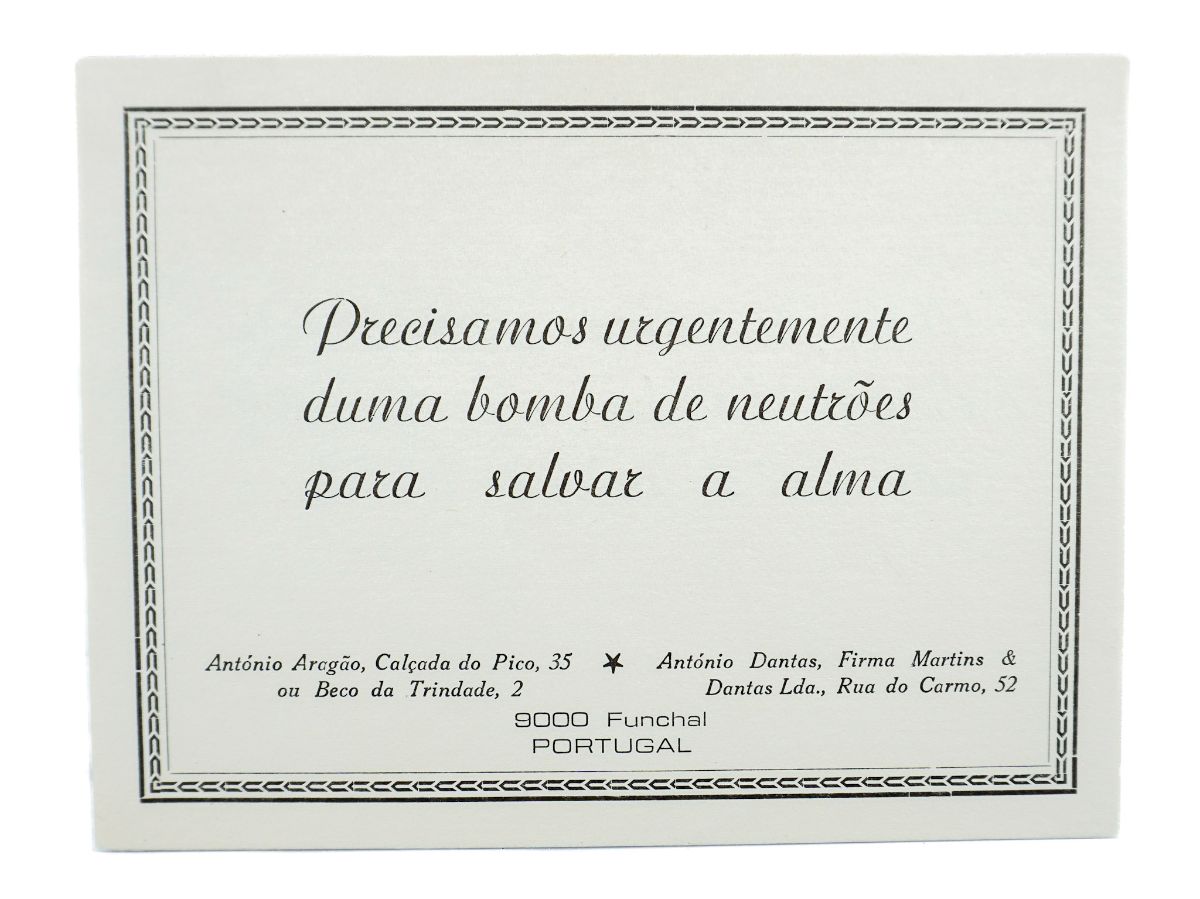 Precisamos urgentemente
duma bomba de neutrões
para salvar a alma
António Aragão, Calçada do Pico, 35 ★ António Dantas, Firma Martins &
ou Beco da Trindade, 2 Dantas Lda., Rua do Carmo, 52
9000 Funchal
PORTUGAL